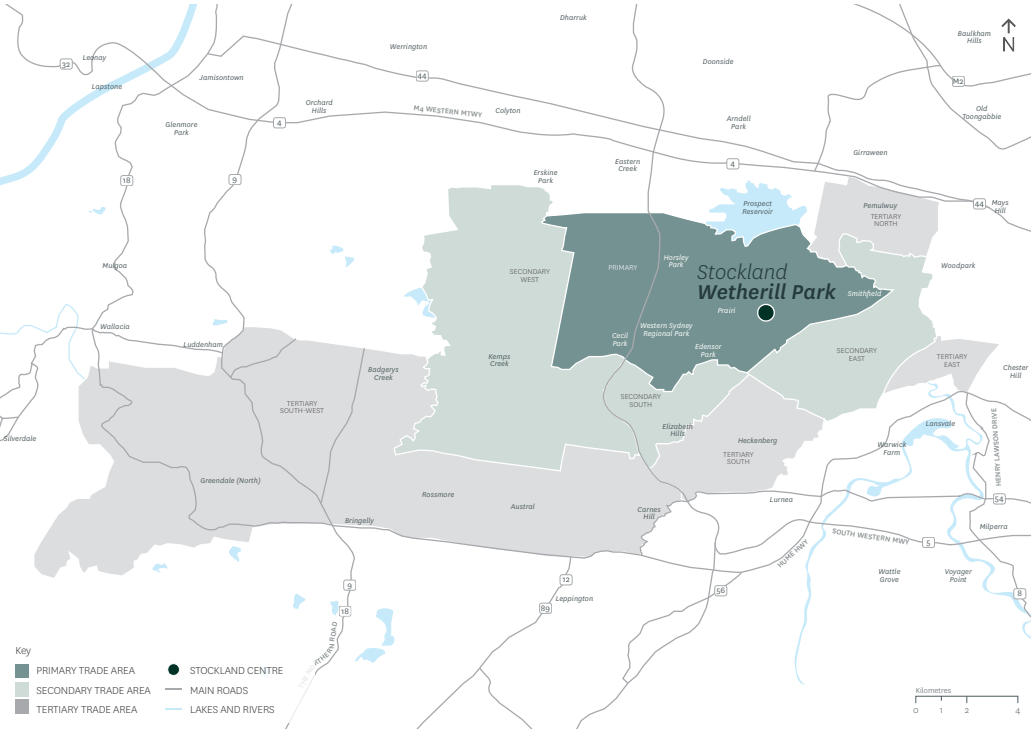 Dharruk
Baulkham
Hills
N
Werrington
Leonay
32
Doonside
Jamisontown
44
M2
Lapstone
Orchard
Hills
M4 WESTERN MTWY
Colyton
Old
Toongabbie
Glenmore
Park
4
Arndell
Park
Girraween
Eastern
Creek
4
Erskine
Park
18
9
Prospect
Reservoir
Pemulwuy
TERTIARY
NORTH
44
Mays
Hill
Mulgoa
SECONDARY
WEST
PRIMARY
Horsley
Park
Stockland
Wetherill Park
Woodpark
Smithfield
Prairi
Wallacia
Luddenham
Western Sydney
Regional Park
Cecil
Park
Edensor
Park
Kemps
Creek
SECONDARY
EAST
TERTIARY
EAST
Chester
Hill
Badgerys
Creek
TERTIARY
SOUTH-WEST
SECONDARY
SOUTH
Silverdale
Elizabeth
Hills
Heckenberg
TERTIARY
SOUTH
Lansvale
Warwick
Farm
HENRY LAWSON DRIVE
Greendale (North)
Rossmore
Austral
Carnes
Hill
Lurnea
54
Bringelly
Milperra
SOUTH WESTERN MWY
5
HUME HWY
Wattle
Grove
Voyager
Point
9
12
56
8
Leppington
18
89
THE NORTHERN ROAD
Key
PRIMARY TRADE AREA
SECONDARY TRADE AREA
TERTIARY TRADE AREA
STOCKLAND CENTRE
MAIN ROADS
LAKES AND RIVERS
Kilometres
0 1 2 4